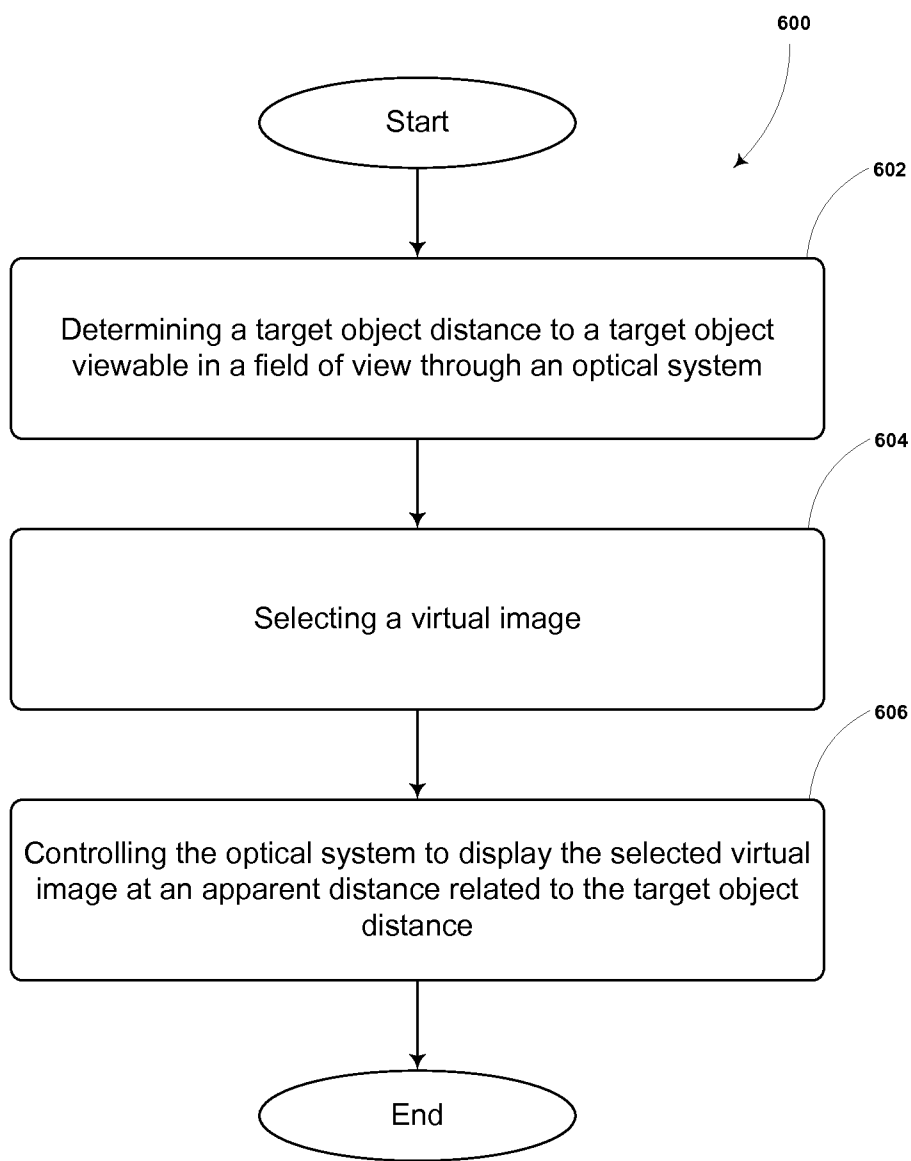 600
Start
602
Determining a target object distance to a target object
viewable in a field of view through an optical system
604
Selecting a virtual image
606
Controlling the optical system to display the selected virtual
image at an apparent distance related to the target object
distance
End